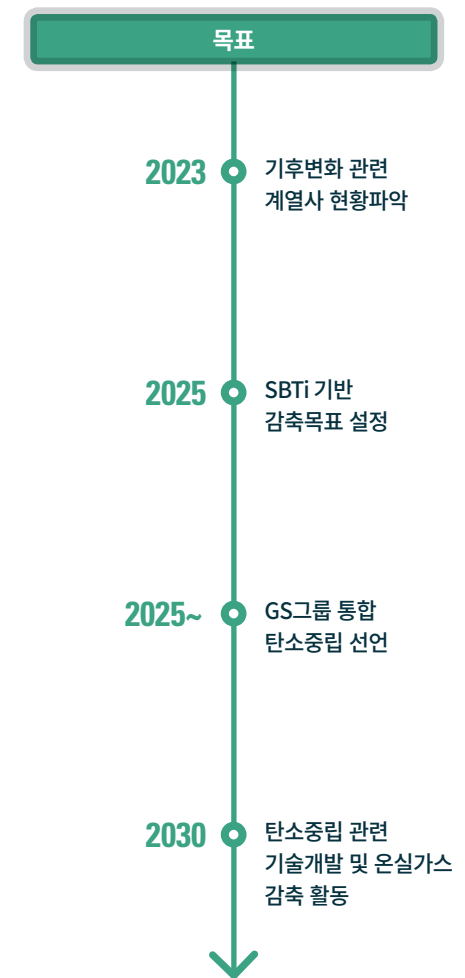 목표
2023
기후변화 관련
계열사 현황파악
2025
SBTi 기반
감축목표 설정
2025~
GS그룹 통합
탄소중립 선언
2030
탄소중립 관련
기술개발 및 온실가스
감축 활동